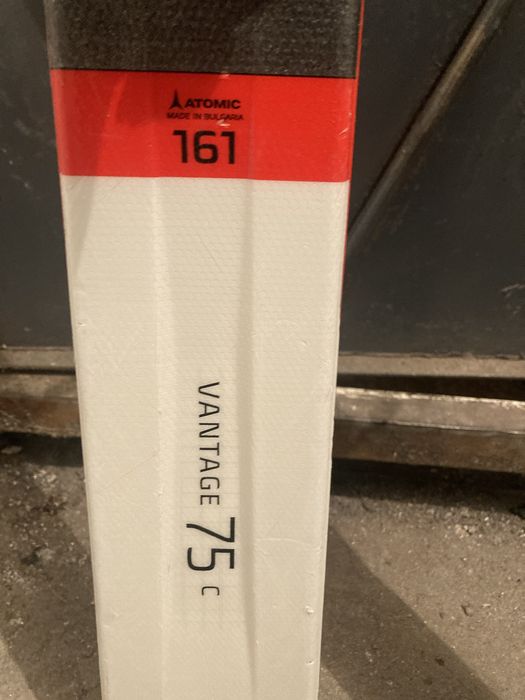 ATOMIC
MADE IN BULGARIA
161
VANTAGE 75 C